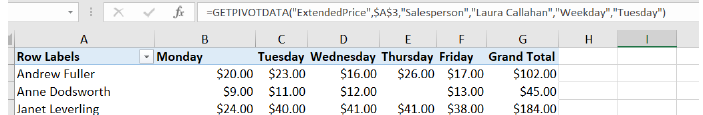 fx =GETPIVOTDATA("ExtendedPrice",$A$3,"Salesperson","Laura Callahan","Weekday","Tuesday")
A B C D E F G H I
Row Labels Monday Tuesday Wednesday Thursday Friday Grand Total
Andrew Fuller $20.00 $23.00 $16.00 $26.00 $17.00 $102.00
Anne Dodsworth $9.00 $11.00 $12.00 $13.00 $45.00
Janet Leverling $24.00 $40.00 $41.00 $41.00 $38.00 $184.00